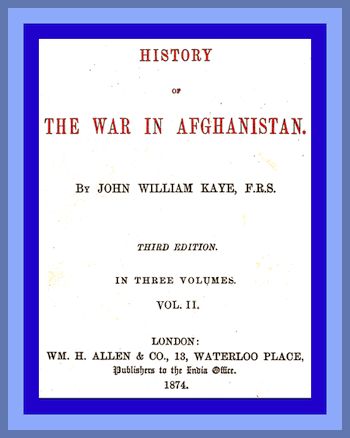 HISTORY
OF
THE WAR IN AFGHANISTAN.
BY JOHN WILLIAM KAYE, F.R.S.
THIRD EDITION.
IN THREE VOLUMES.
VOL. II.
LONDON:
WM. H. ALLEN & CO., 13, WATERLOO PLACE,
Publishers to the India Office.
1874.